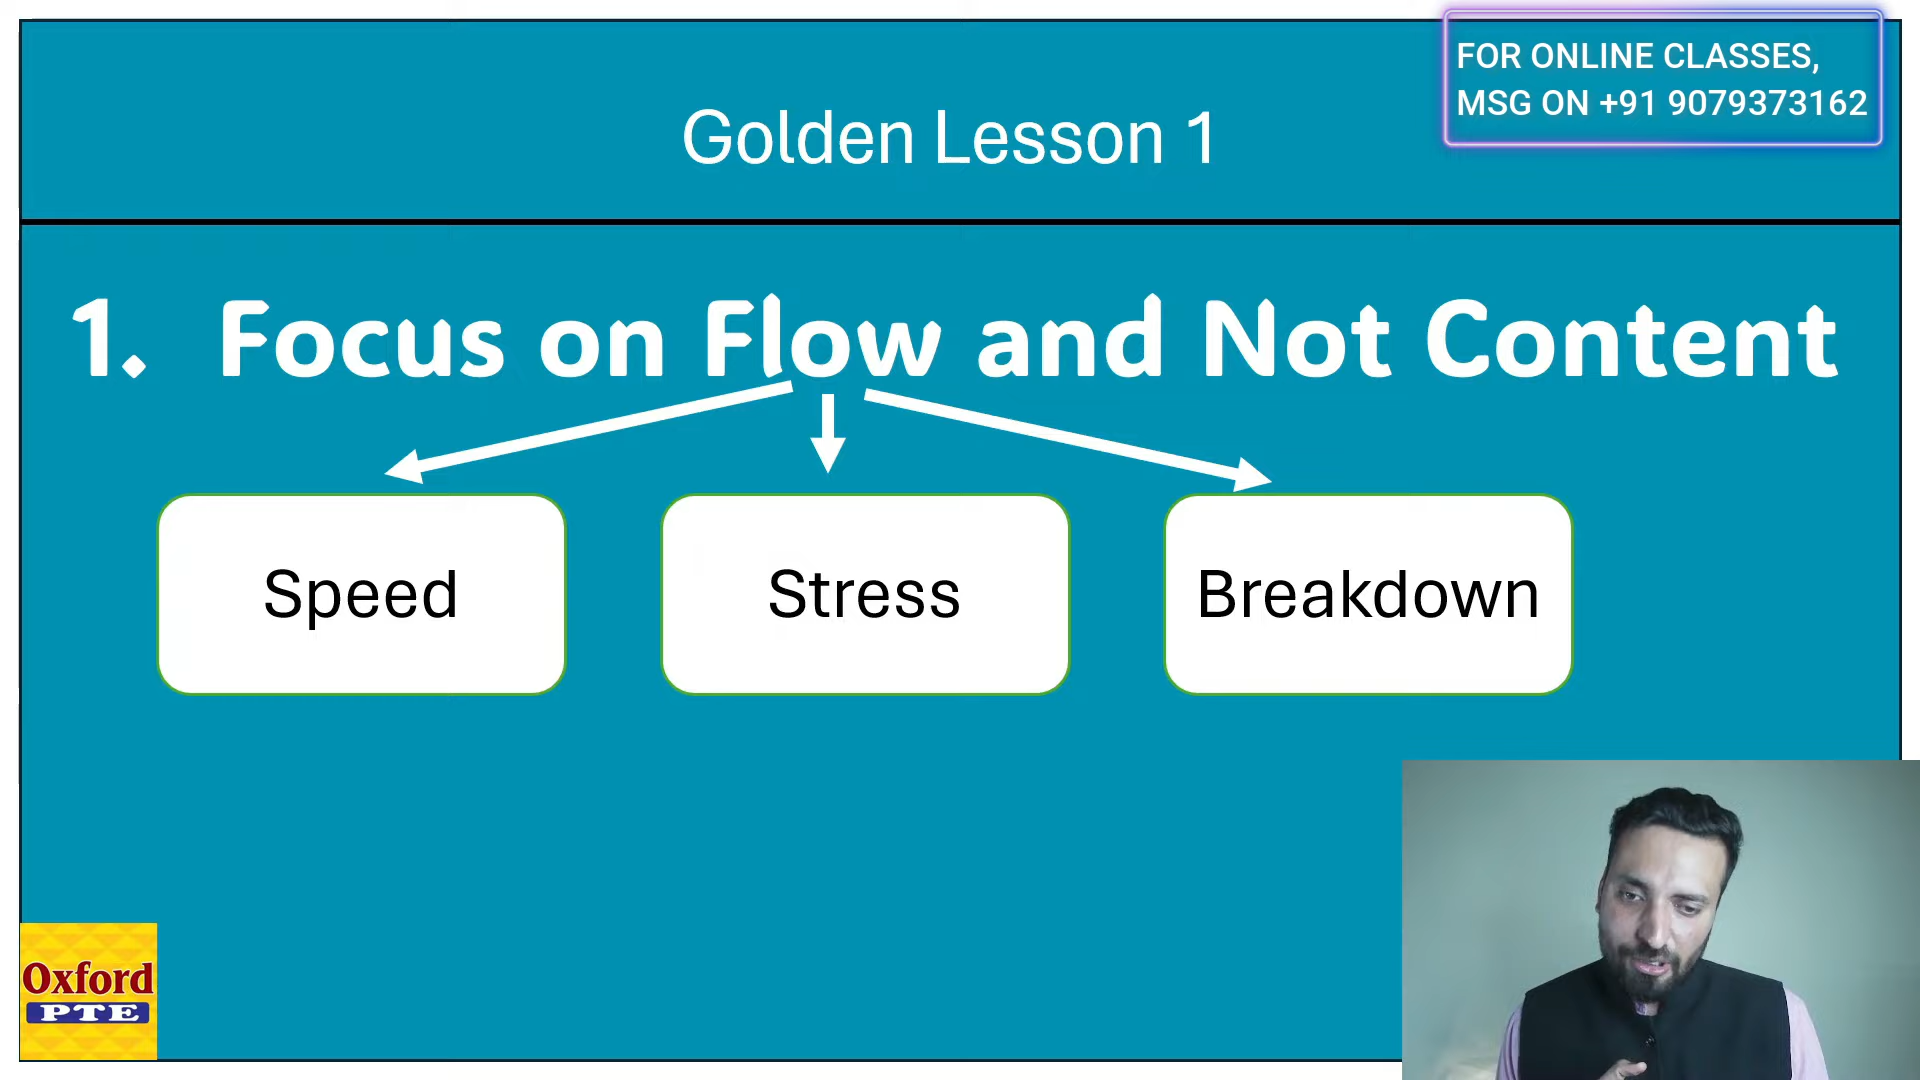 FOR ONLINE CLASSES,
MSG ON +91 9079373162
Golden Lesson 1
1. Focus on Flow and Not Content
Speed
Stress
Breakdown
Oxford
PTE